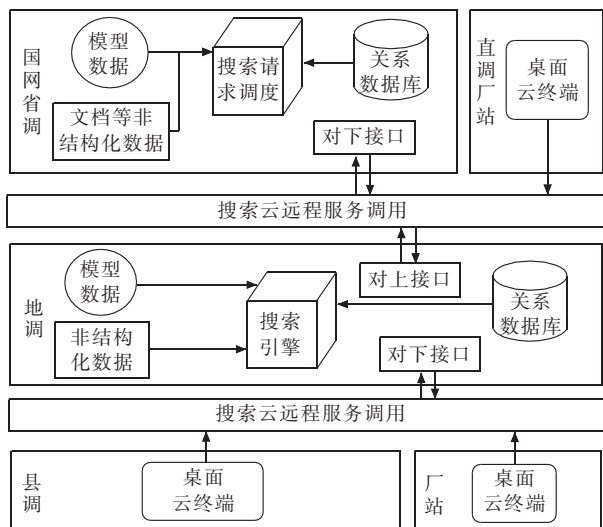 国
网
省
调
模型
数据
文档等非
结构化数据
搜索请
求调度
关系
数据库
对下接口
直
调
厂
站
桌面
云终端
搜索云远程服务调用
地
调
模型
数据
非结构
化数据
搜索
引擎
对上接口
关系
数据库
对下接口
搜索云远程服务调用
县
调
桌面
云终端
厂
站
桌面
云终端